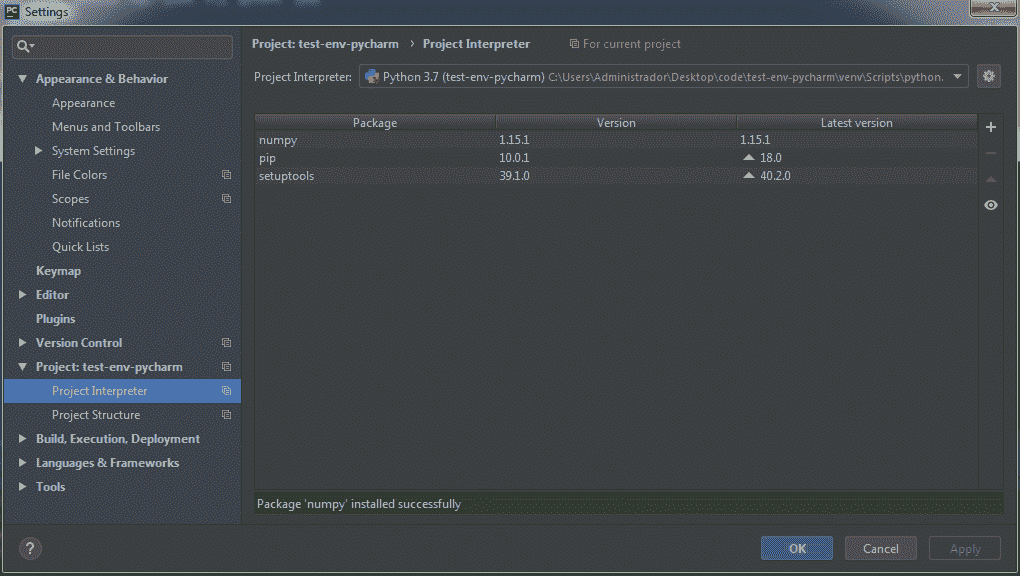 PC Settings
Project: test-env-pycharm › Project Interpreter For current project
Project Interpreter: Python 3.7 (test-env-pycharm) C:\Users\Administrador\Desktop\code\test-env-pycharm\venv\Scripts\python.
Appearance & Behavior
Appearance
Menus and Toolbars
System Settings
File Colors
Scopes
Notifications
Quick Lists
Keymap
Editor
Plugins
Version Control
Project: test-env-pycharm
Project Interpreter
Project Structure
Build, Execution, Deployment
Languages & Frameworks
Tools
Package Version Latest version
numpy 1.15.1 1.15.1
pip 10.0.1 18.0
setuptools 39.1.0 40.2.0
Package 'numpy' installed successfully
? OK Cancel Apply